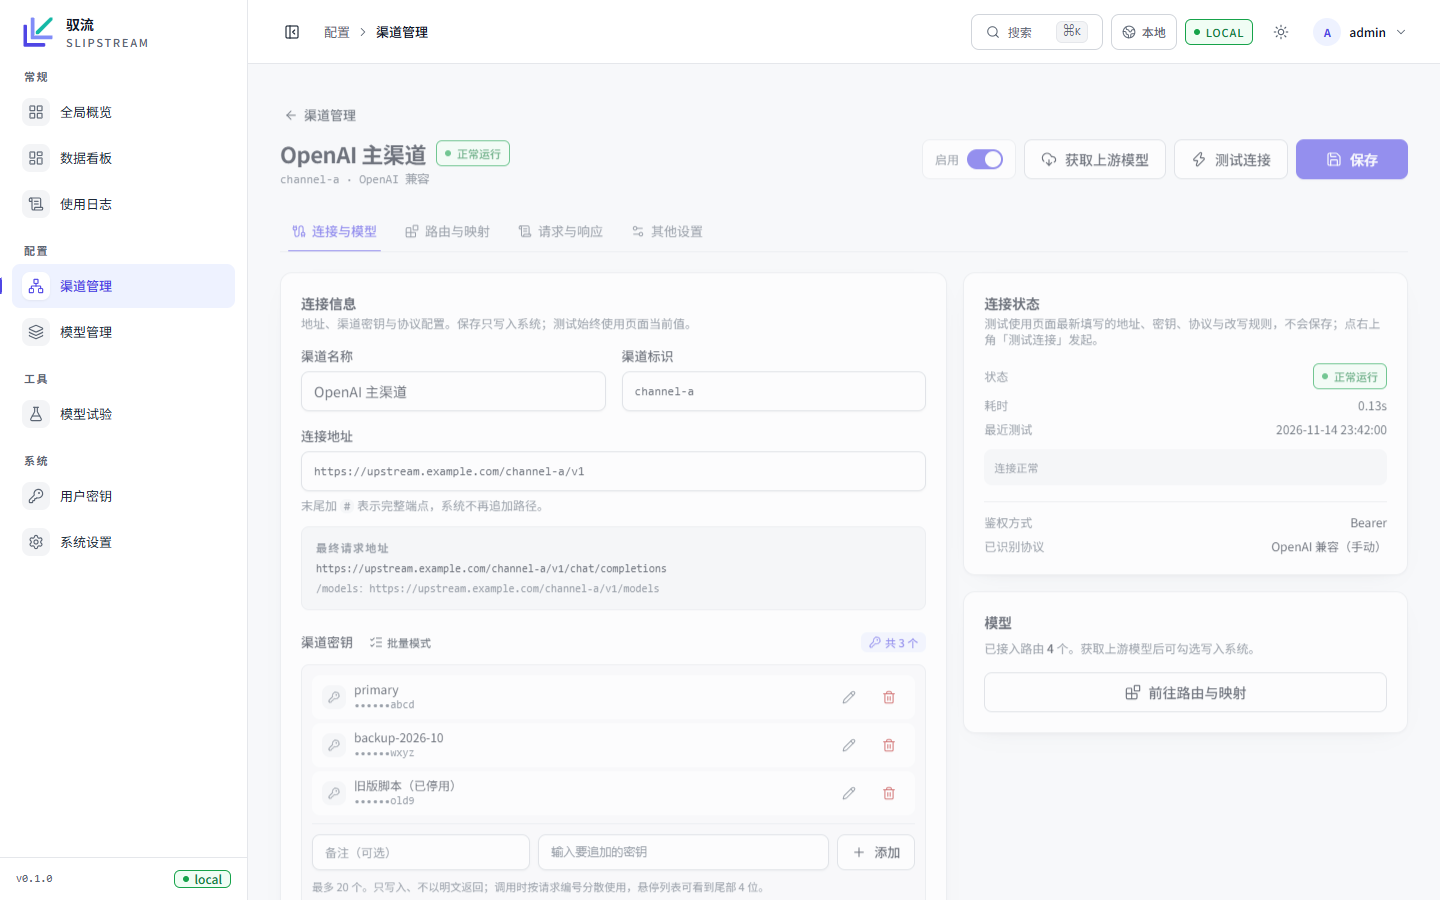 驭流
SLIPSTREAM
常规
全局概览
数据看板
使用日志
配置
渠道管理
模型管理
工具
模型试验
系统
用户密钥
系统设置
v0.1.0
local
配置
渠道管理
搜索
⌘K
本地
LOCAL
A
admin
渠道管理
OpenAI 主渠道
正常运行
channel-a · OpenAI 兼容
启用
获取上游模型
测试连接
保存
连接与模型
路由与映射
请求与响应
其他设置
连接信息
地址、渠道密钥与协议配置。保存只写入系统；测试始终使用页面当前值。
渠道名称
渠道标识
OpenAI 主渠道
channel-a
连接地址
https://upstream.example.com/channel-a/v1
末尾加 # 表示完整端点，系统不再追加路径。
最终请求地址
https://upstream.example.com/channel-a/v1/chat/completions
/models: https://upstream.example.com/channel-a/v1/models
渠道密钥
批量模式
共 3 个
primary
••••••abcd
backup-2026-10
••••••wxyz
旧版脚本（已停用）
••••••old9
备注（可选）
输入要追加的密钥
添加
最多 20 个。只写入、不以明文返回；调用时按请求编号分散使用，悬停列表可看到尾部 4 位。
连接状态
测试使用页面最新填写的地址、密钥、协议与改写规则，不会保存；点右上
角「测试连接」发起。
状态
正常运行
耗时
0.13s
最近测试
2026-11-14 23:42:00
连接正常
鉴权方式
Bearer
已识别协议
OpenAI 兼容（手动）
模型
已接入路由 4 个。获取上游模型后可勾选写入系统。
前往路由与映射